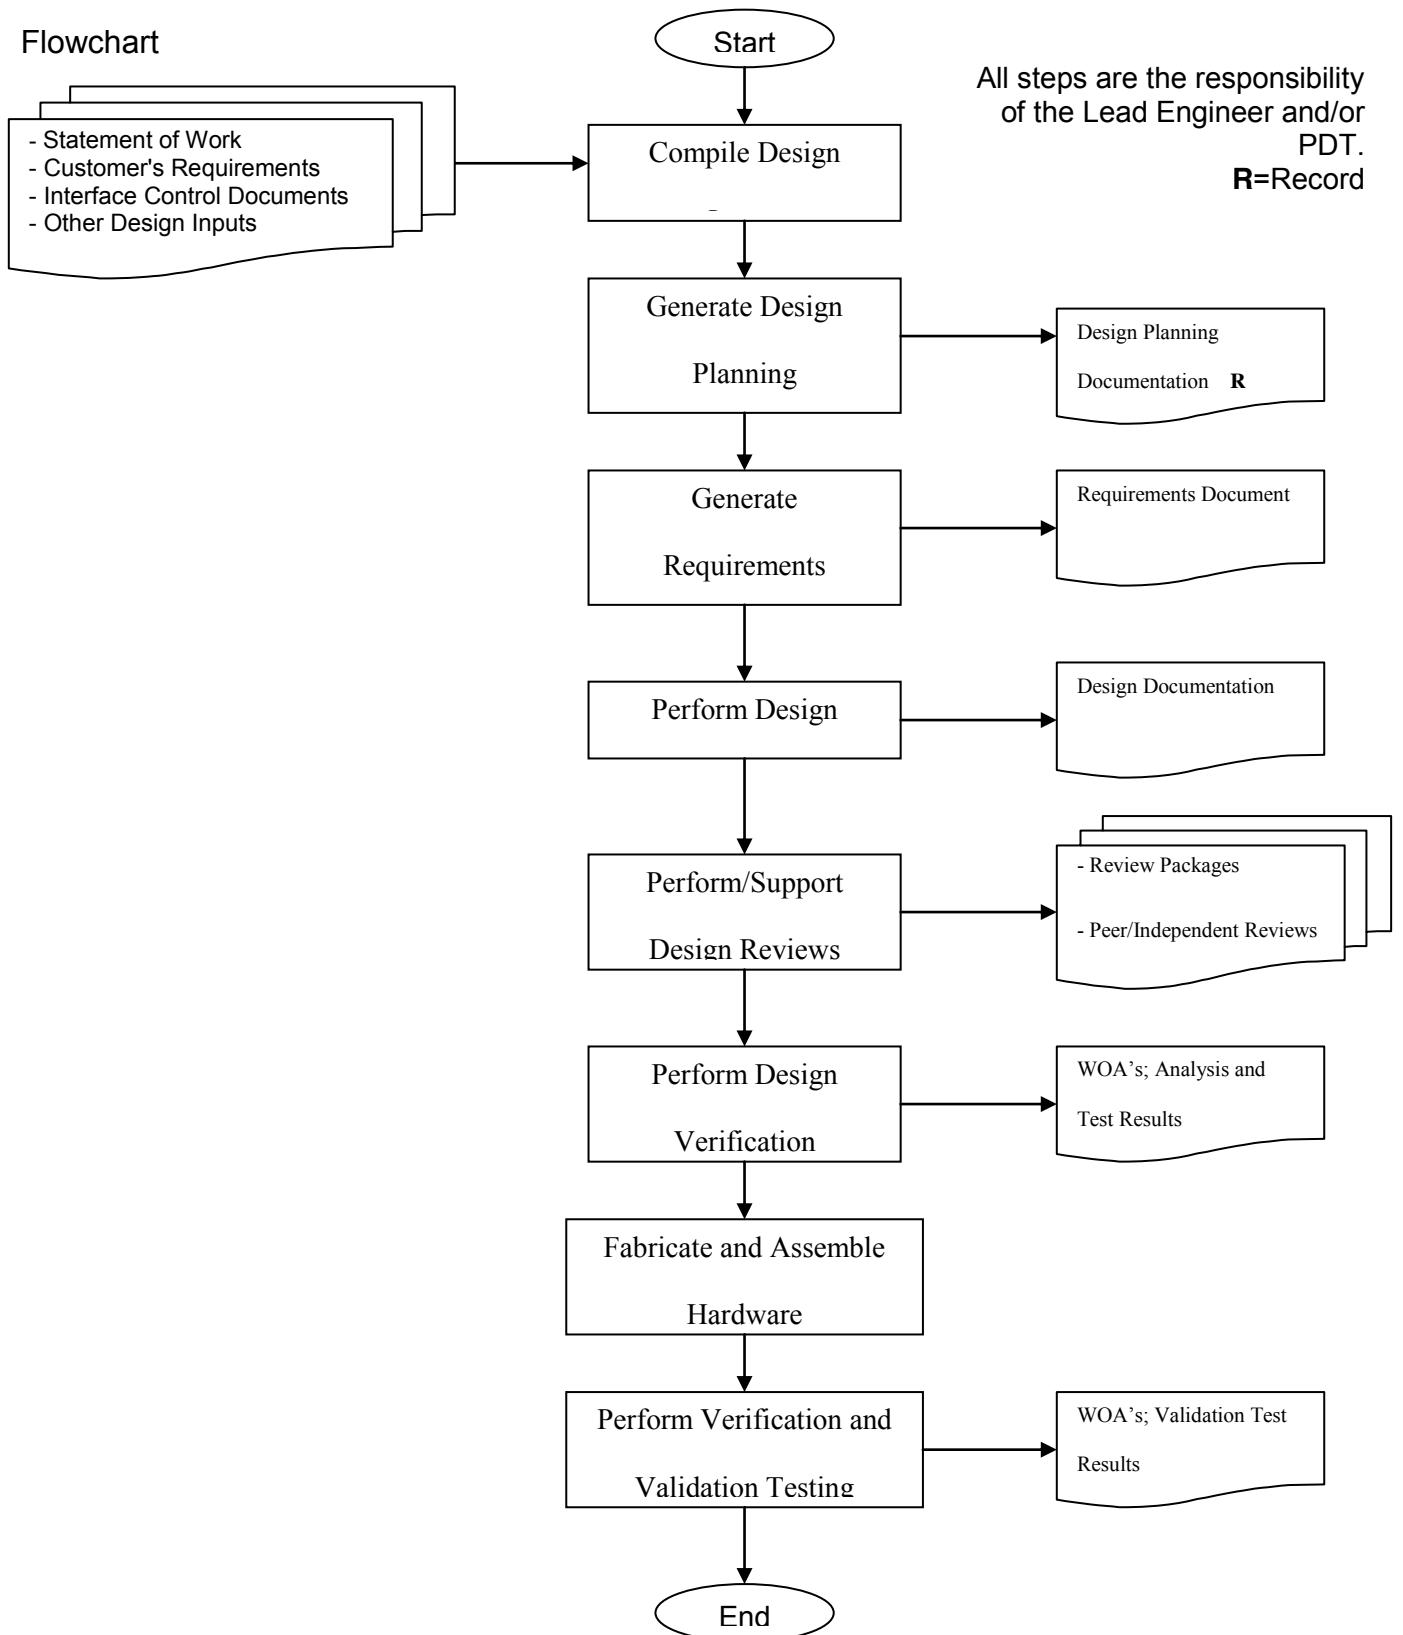 Flowchart
Start
All steps are the responsibility
of the Lead Engineer and/or
PDT.
R=Record
- Statement of Work
- Customer's Requirements
- Interface Control Documents
- Other Design Inputs
Compile Design
Generate Design
Planning
Design Planning
Documentation R
Generate
Requirements
Requirements Document
Perform Design
Design Documentation
Perform/Support
Design Reviews
- Review Packages
- Peer/Independent Reviews
Perform Design
Verification
WOA's; Analysis and
Test Results
Fabricate and Assemble
Hardware
Perform Verification and
Validation Testing
WOA's; Validation Test
Results
End